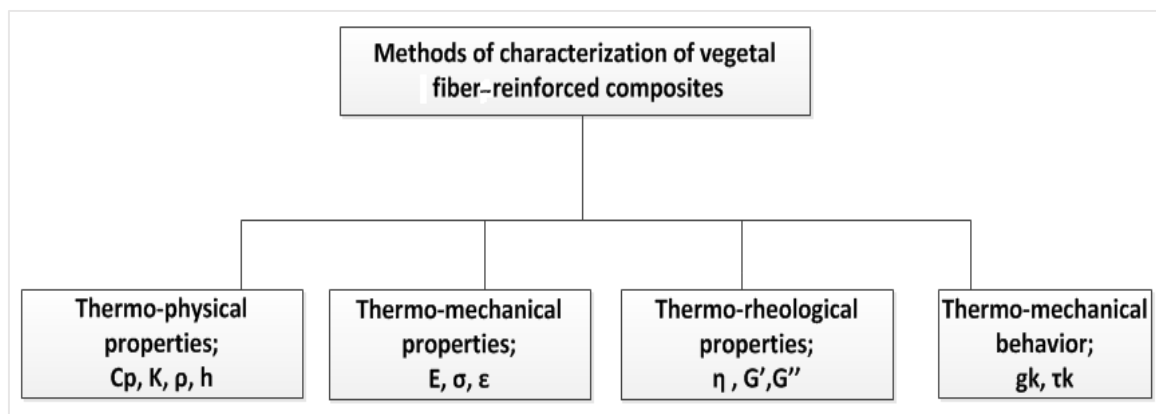 Methods of characterization of vegetal
fiber-reinforced composites
Thermo-physical
properties;
Cp, K, ρ, h
Thermo-mechanical
properties;
E, σ, ε
Thermo-rheological
properties;
η , G′,G′′
Thermo-mechanical
behavior;
gk, τk